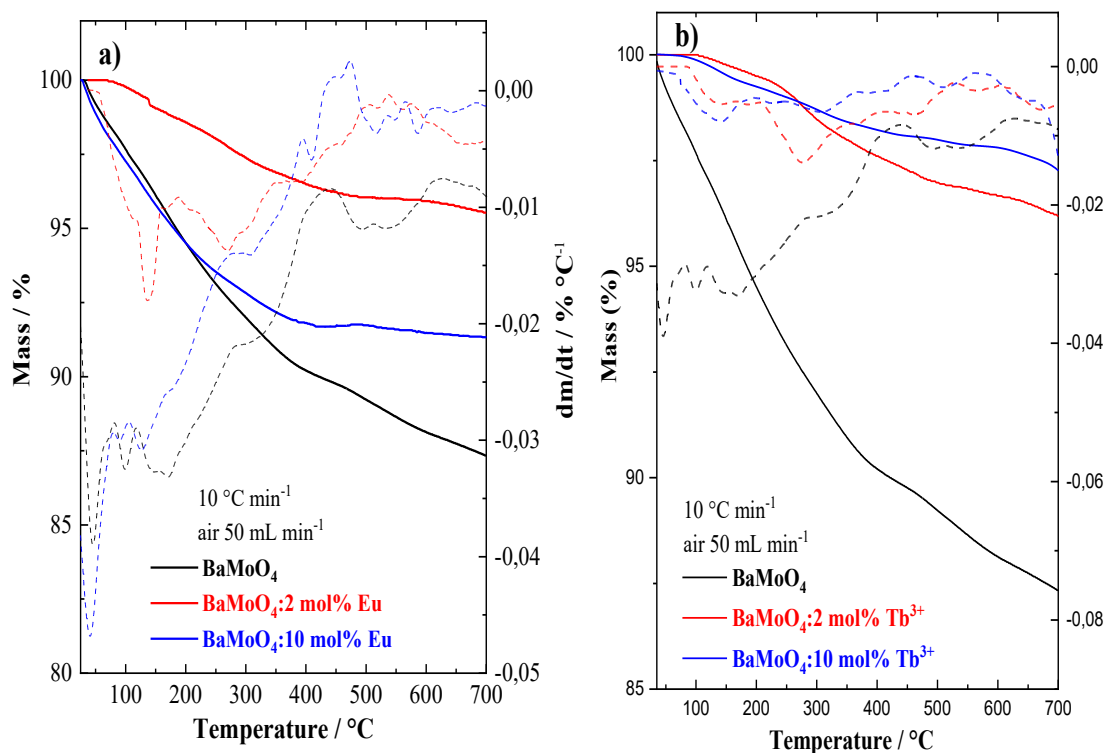 a)
100
95
90
85
80
Mass / %
0,00
-0,01
-0,02
-0,03
-0,04
-0,05
dm/dt / % °C⁻¹
10 °C min⁻¹
air 50 mL min⁻¹
BaMoO₄
BaMoO₄:2 mol% Eu
BaMoO₄:10 mol% Eu
100 200 300 400 500 600 700
Temperature / °C
b)
100
95
90
85
Mass (%)
0,00
-0,02
-0,04
-0,06
-0,08
10 °C min⁻¹
air 50 mL min⁻¹
BaMoO₄
BaMoO₄:2 mol% Tb³⁺
BaMoO₄:10 mol% Tb³⁺
100 200 300 400 500 600 700
Temperature / °C